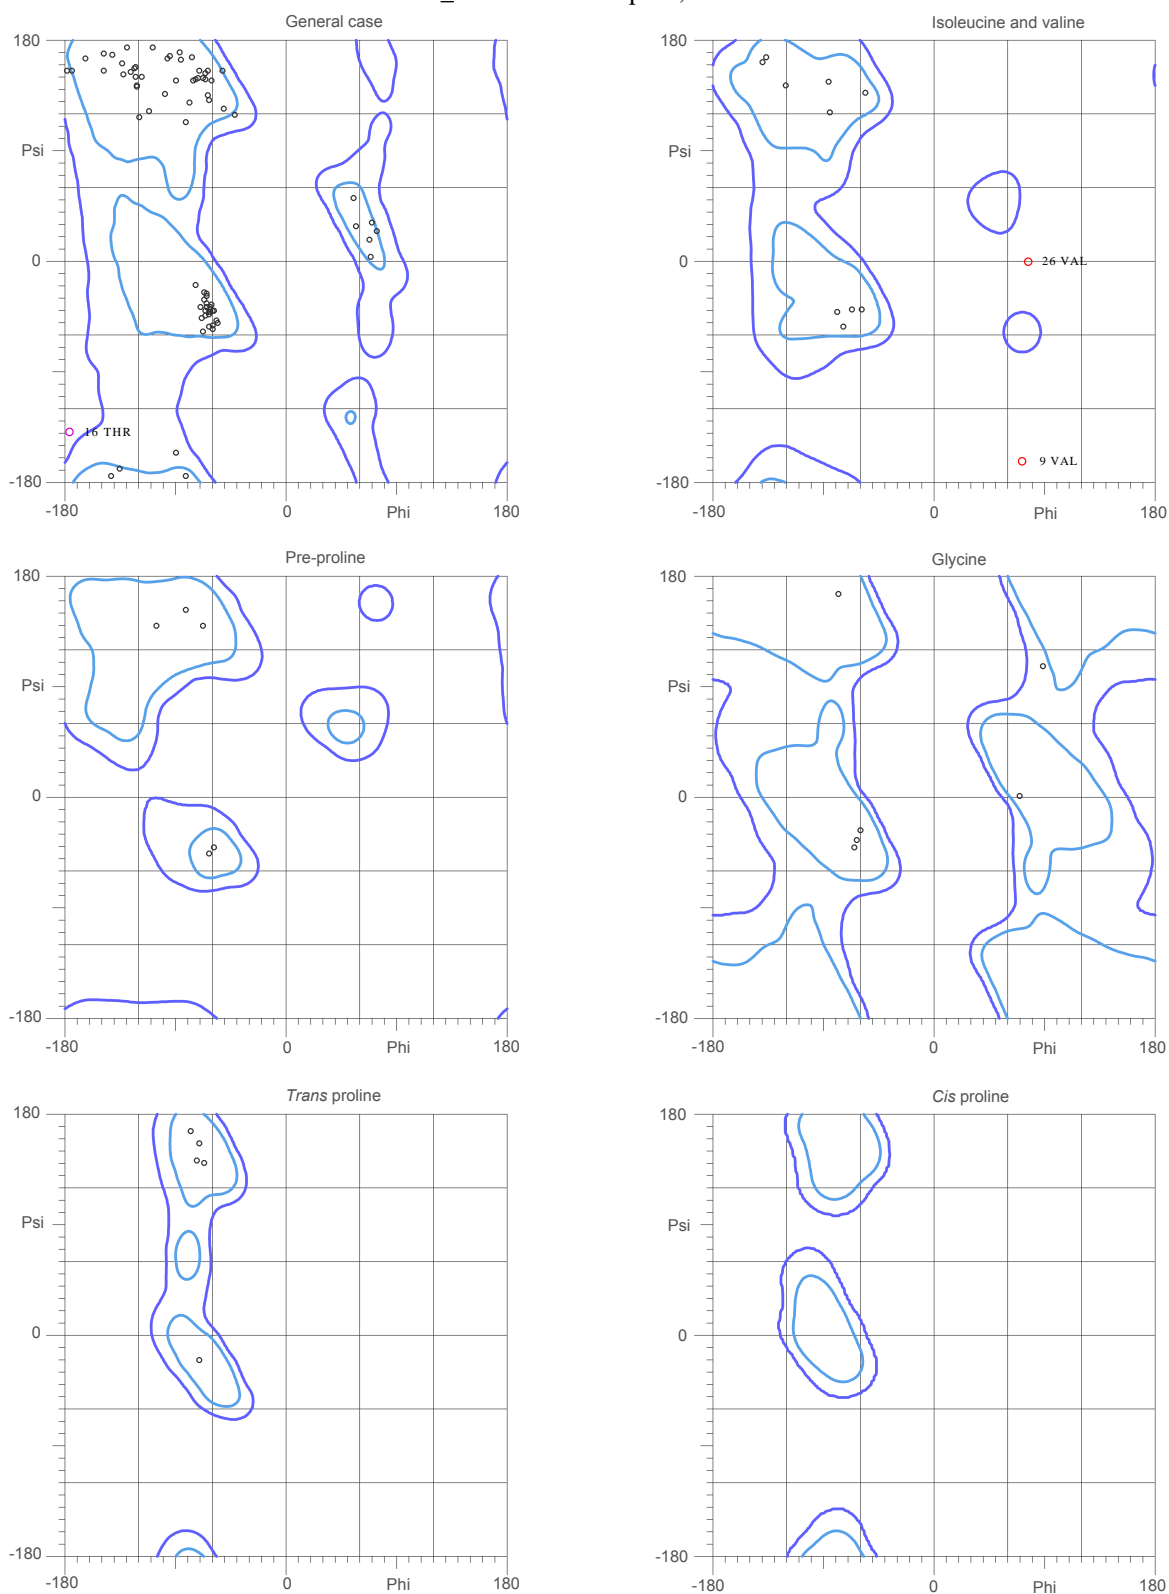 General case
Isoleucine and valine
180
180
Psi
Psi
0
0
26 VAL
16 THR
9 VAL
-180
-180
-180
0
Phi
180
-180
0
Phi
180
Pre-proline
Glycine
180
180
Psi
Psi
0
0
-180
-180
-180
0
Phi
180
-180
0
Phi
180
Trans proline
Cis proline
180
180
Psi
Psi
0
0
-180
-180
-180
0
Phi
180
-180
0
Phi
180